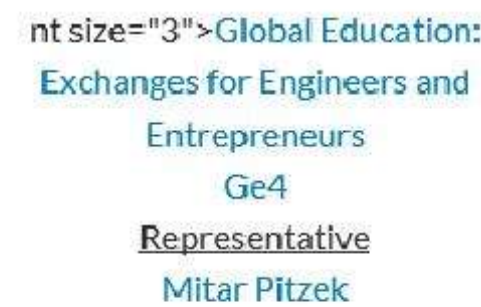 nt size="3">Global Education:
Exchanges for Engineers and
Entrepreneurs
Ge4
Representative
Mitar Pitzek